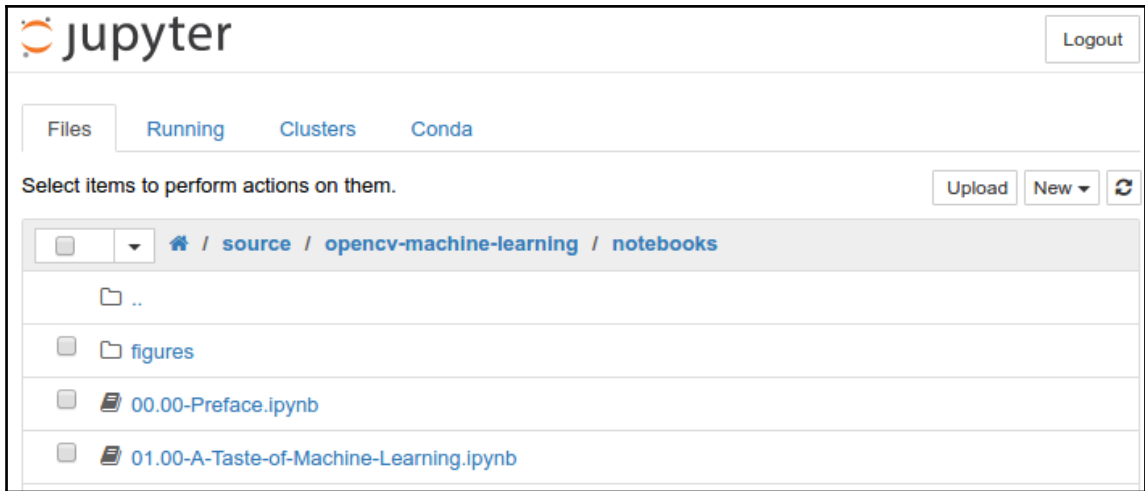 jupyter
Logout
Files Running Clusters Conda
Select items to perform actions on them.
Upload New
/ source / opencv-machine-learning / notebooks
..
figures
00.00-Preface.ipynb
01.00-A-Taste-of-Machine-Learning.ipynb